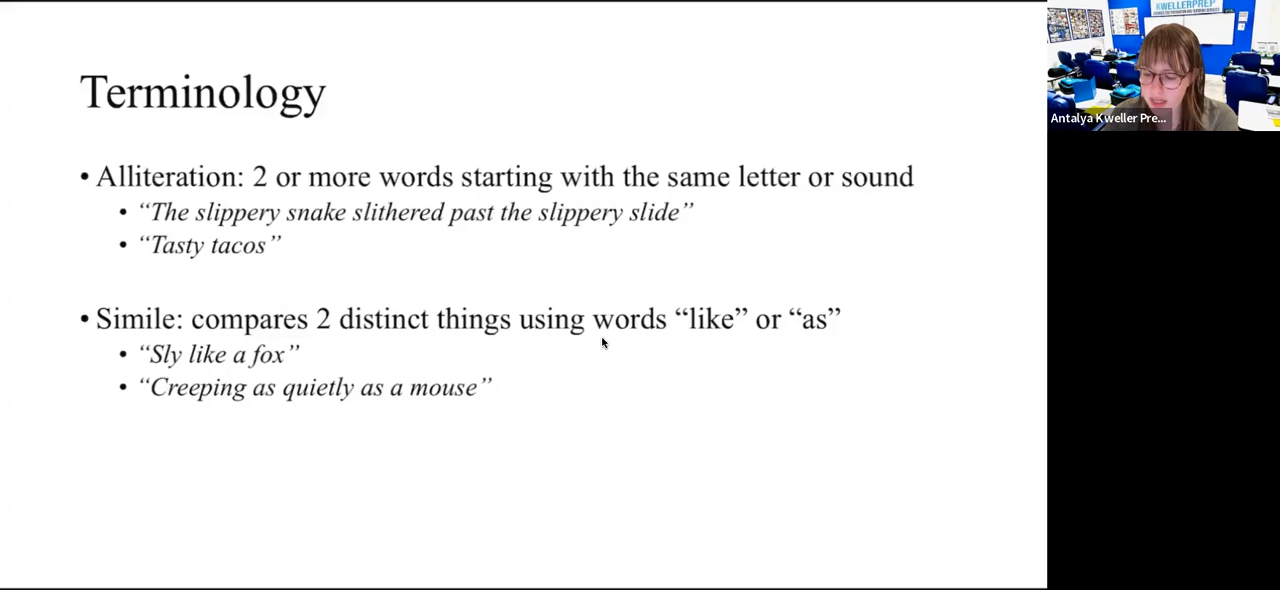 Terminology
• Alliteration: 2 or more words starting with the same letter or sound
• “The slippery snake slithered past the slippery slide”
• “Tasty tacos”
• Simile: compares 2 distinct things using words “like” or “as”
• “Sly like a fox”
• “Creeping as quietly as a mouse”
KWELLERPREP
Antalya Kweller Pre...